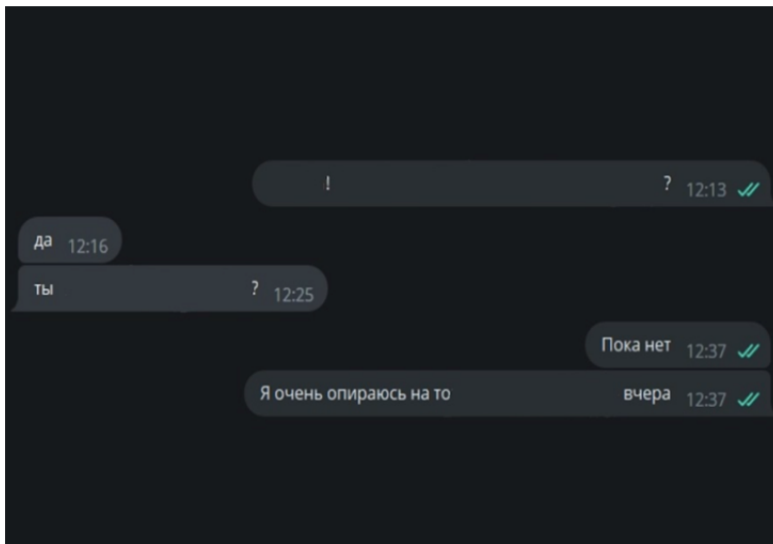 ! ? 12:13
да 12:16
ты ? 12:25
Пока нет 12:37
Я очень опираюсь на то вчера 12:37